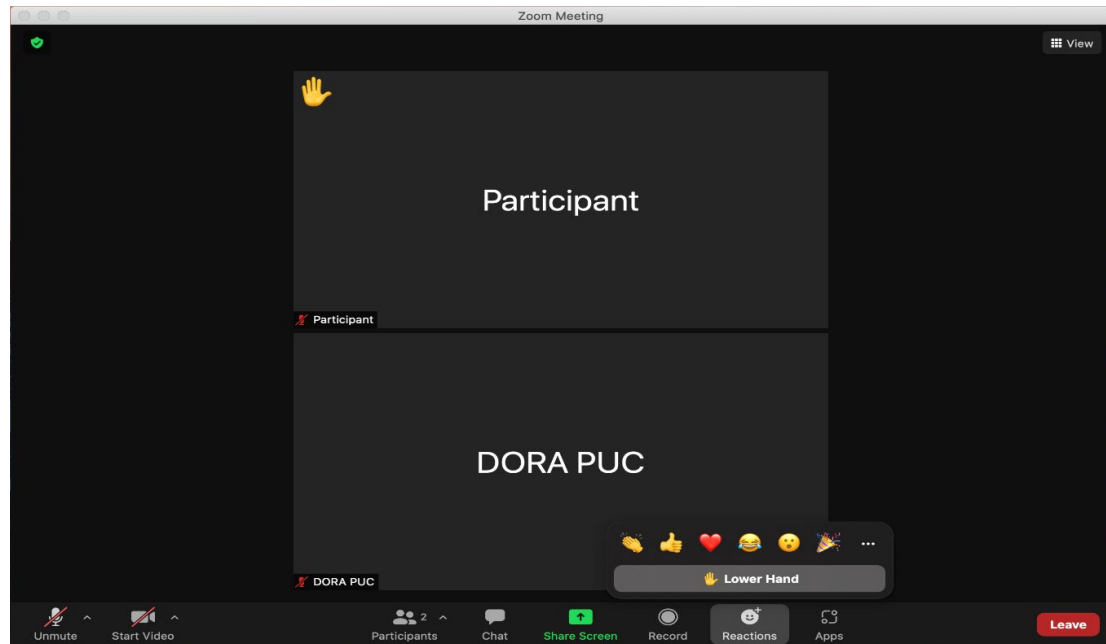 Zoom Meeting
View
Participant
Participant
DORA PUC
Lower Hand
DORA PUC
Unmute
Start Video
2
Participants
Chat
Share Screen
Record
Reactions
Apps
Leave